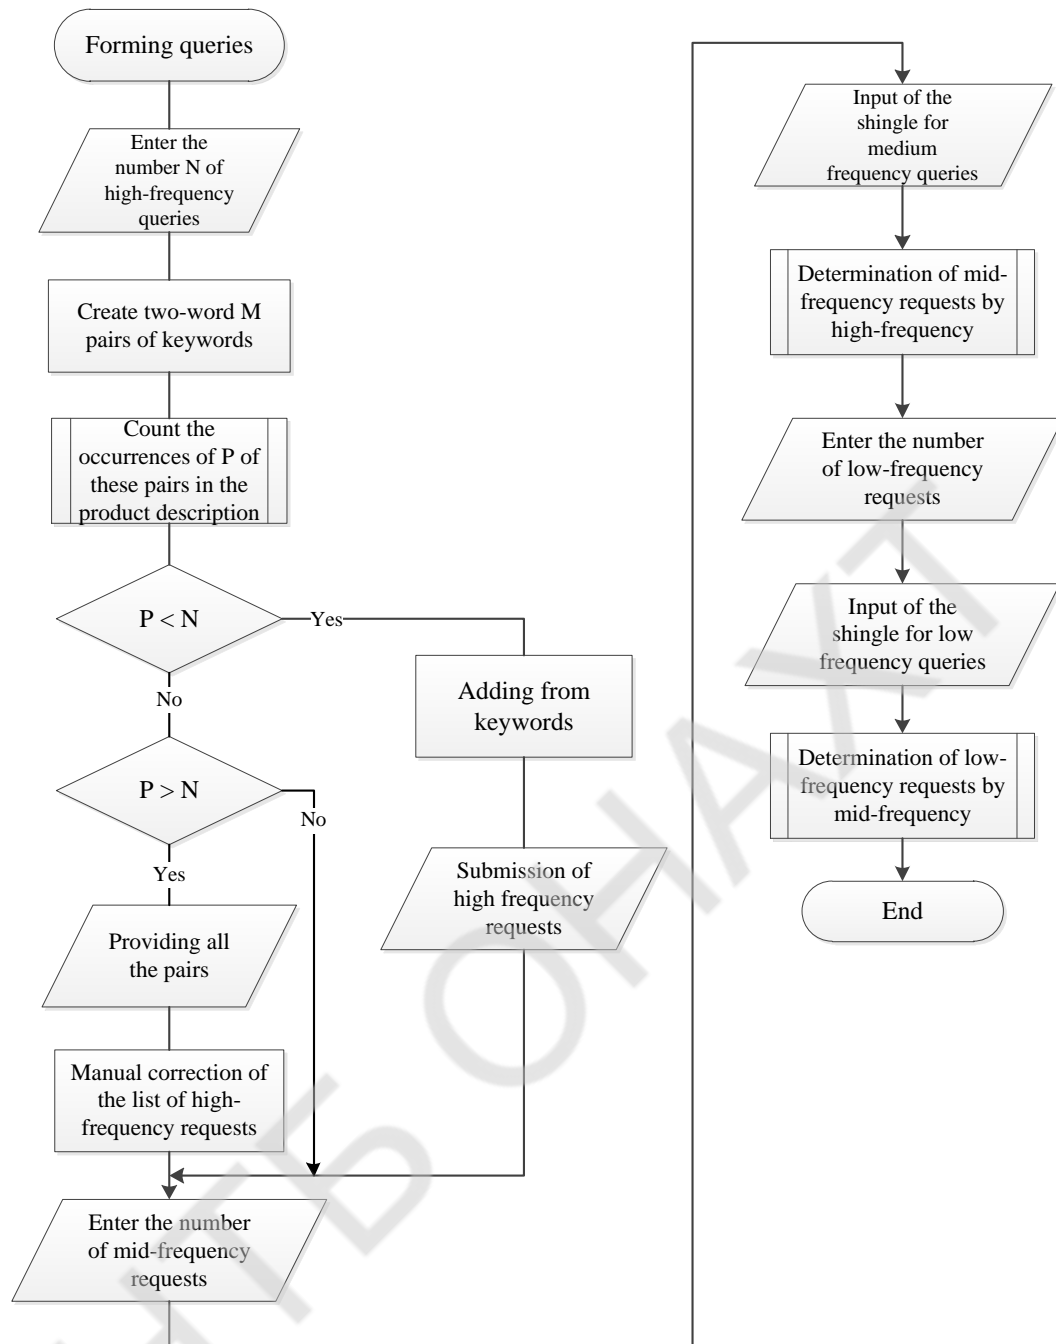 Forming queries
Enter the
number N of
high-frequency
queries
Create two-word M
pairs of keywords
Count the
occurrences of P of
these pairs in the
product description
P < N
Yes
No
Adding from
keywords
P > N
No
Yes
Submission of
high frequency
requests
Providing all
the pairs
Manual correction of
the list of high-
frequency requests
Enter the number
of mid-frequency
requests
Input of the
shingle for
medium
frequency queries
Determination of mid-
frequency requests by
high-frequency
Enter the number
of low-frequency
requests
Input of the
shingle for low
frequency queries
Determination of low-
frequency requests by
mid-frequency
End
НТБ ОНАХТ